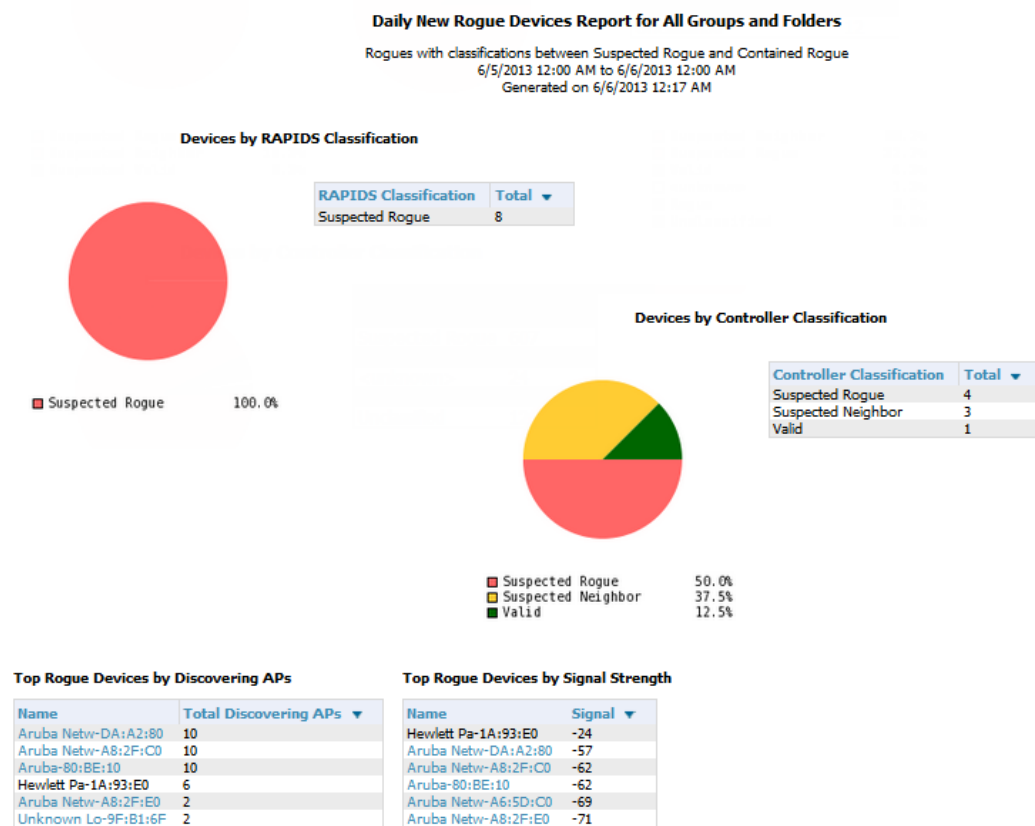 Daily New Rogue Devices Report for All Groups and Folders
Rogues with classifications between Suspected Rogue and Contained Rogue
6/5/2013 12:00 AM to 6/6/2013 12:00 AM
Generated on 6/6/2013 12:17 AM
Devices by RAPIDS Classification
RAPIDS Classification Total
Suspected Rogue 8
Suspected Rogue 100.0%
Devices by Controller Classification
Controller Classification Total
Suspected Rogue 4
Suspected Neighbor 3
Valid 1
Suspected Rogue 50.0%
Suspected Neighbor 37.5%
Valid 12.5%
Top Rogue Devices by Discovering APs
Name Total Discovering APs
Aruba Netw-DA:A2:80 10
Aruba Netw-A8:2F:C0 10
Aruba-80:BE:10 10
Hewlett Pa-1A:93:E0 6
Aruba Netw-A8:2F:E0 2
Unknown Lo-9F:B1:6F 2
Top Rogue Devices by Signal Strength
Name Signal
Hewlett Pa-1A:93:E0 -24
Aruba Netw-DA:A2:80 -57
Aruba Netw-A8:2F:C0 -62
Aruba-80:BE:10 -62
Aruba Netw-A6:5D:C0 -69
Aruba Netw-A8:2F:E0 -71